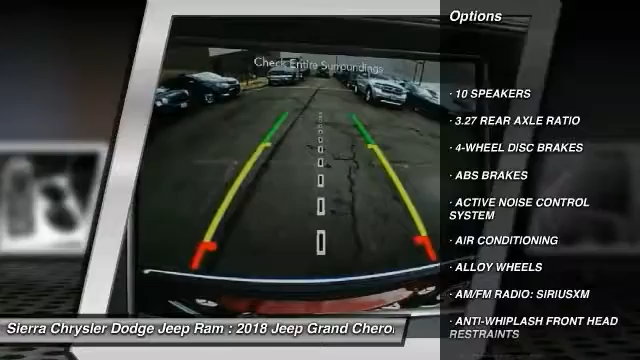 Options
Check Entire Surroundings
· 10 SPEAKERS
· 3.27 REAR AXLE RATIO
· 4-WHEEL DISC BRAKES
· ABS BRAKES
· ACTIVE NOISE CONTROL
SYSTEM
· AIR CONDITIONING
· ALLOY WHEELS
· AM/FM RADIO: SIRIUSXM
· ANTI-WHIPLASH FRONT HEAD
RESTRAINTS
Sierra Chrysler Dodge Jeep Ram : 2018 Jeep Grand Chero